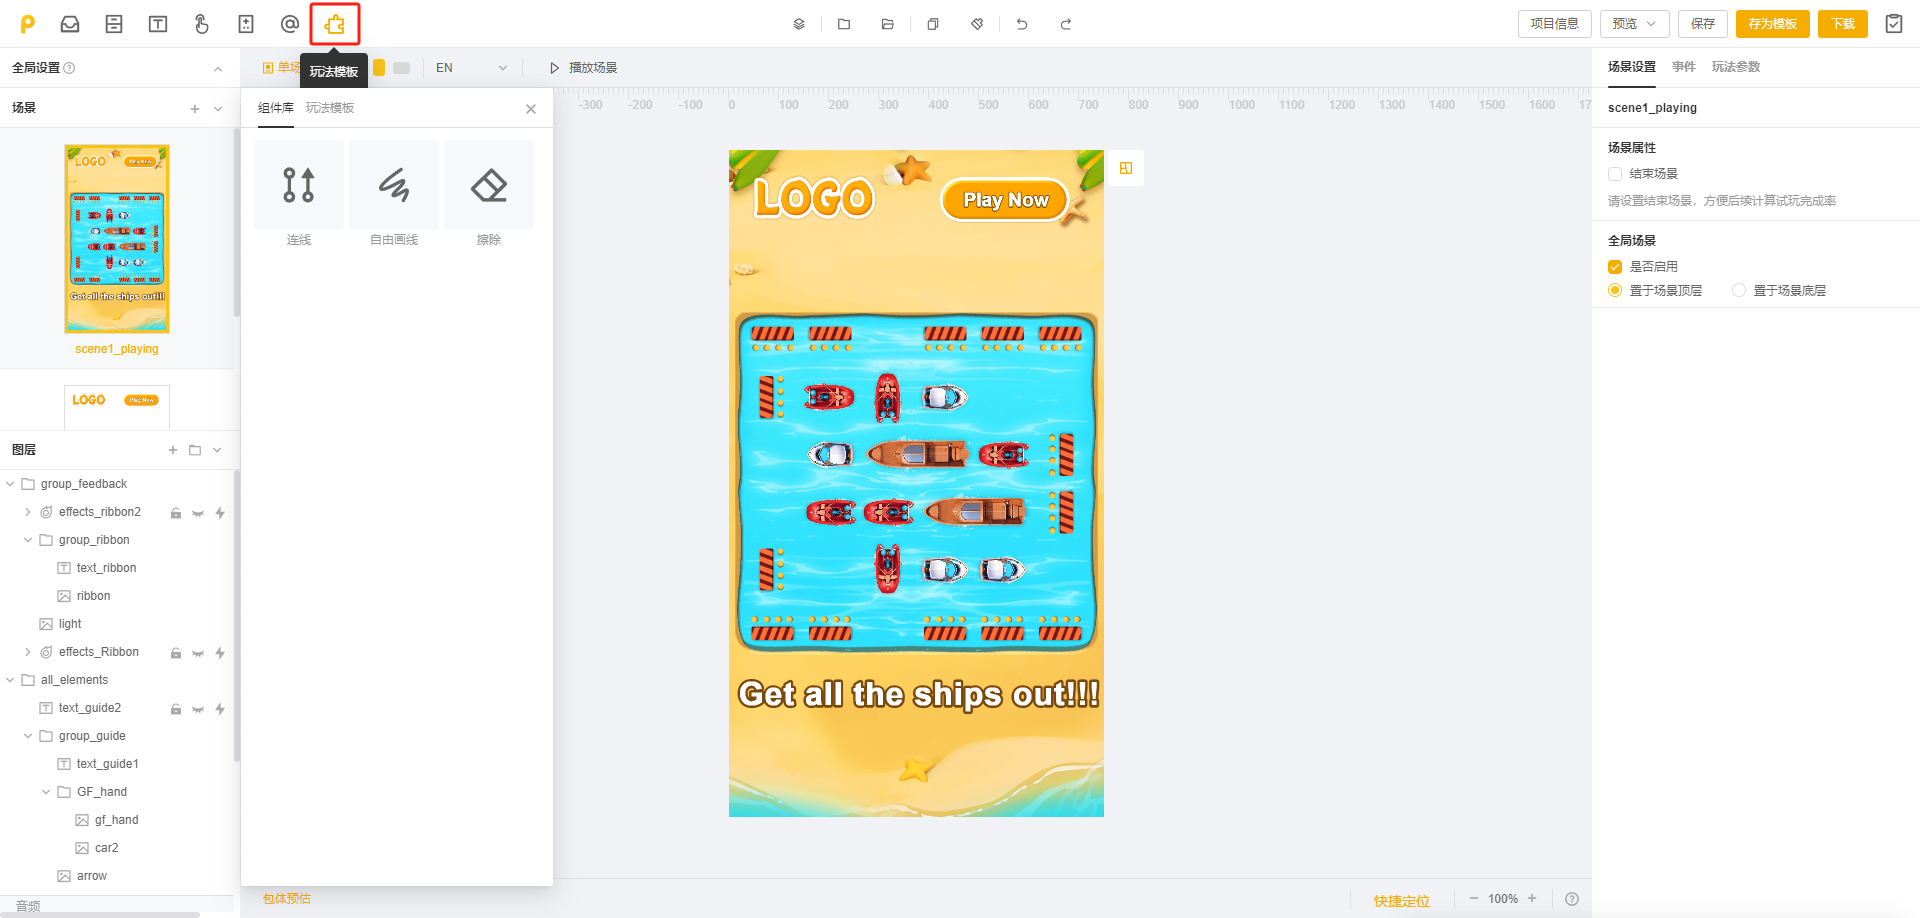 项目信息
预览
保存
存为模板
下载
全局设置
单场
玩法模板
EN
播放场景
场景设置
事件
玩法参数
场景
组件库
玩法模板
-300 -200 -100 0 100 200 300 400 500 600 700 800 900 1000 1100 1200 1300 1400 1500 1600 17
scene1_playing
连线
自由画线
擦除
LOGO
Play Now
场景属性
结束场景
请设置结束场景，方便后续计算试玩完成率
全局场景
是否启用
置于场景顶层
置于场景底层
LOGO
Play Now
Get all the ships out!!!
scene1_playing
LOGO
Play Now
Get all the ships out!!!
图层
group_feedback
effects_ribbon2
group_ribbon
text_ribbon
ribbon
light
effects_Ribbon
all_elements
text_guide2
group_guide
text_guide1
GF_hand
gf_hand
car2
arrow
音频
包体预估
快捷定位
100%